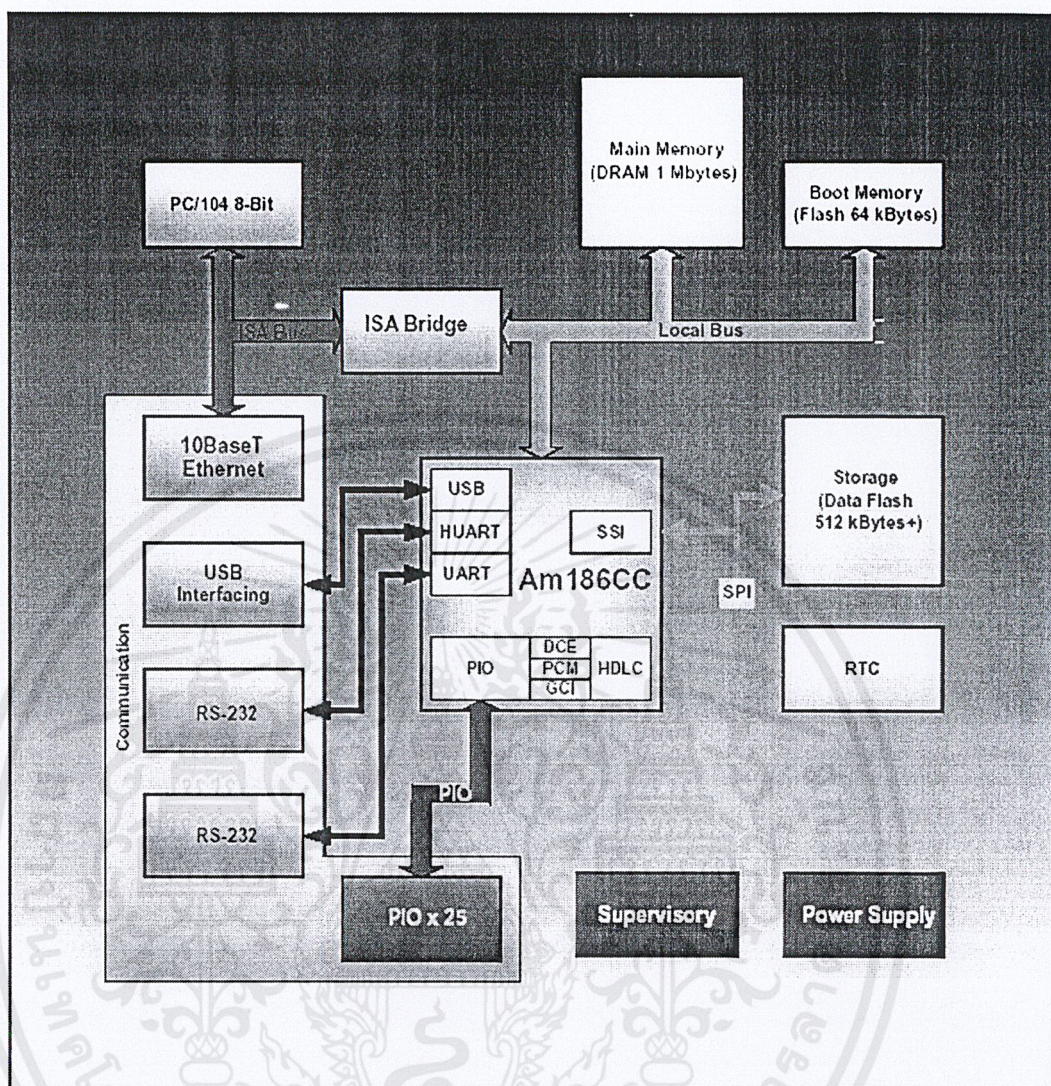 Main Memory
(DRAM 1 Mbytes)
PC/104 8-Bit
Boot Memory
(Flash 64 kBytes)
ISA Bus
ISA Bridge
Local Bus
10BaseT
Ethernet
USB
HUART
UART
SSI
Am186CC
Storage
(Data Flash
512 kBytes+)
SPI
USB
Interfacing
Communication
PIO
DCE
PCM
GCI
HDLC
RTC
RS-232
PIO
RS-232
PIO x 25
Supervisory
Power Supply